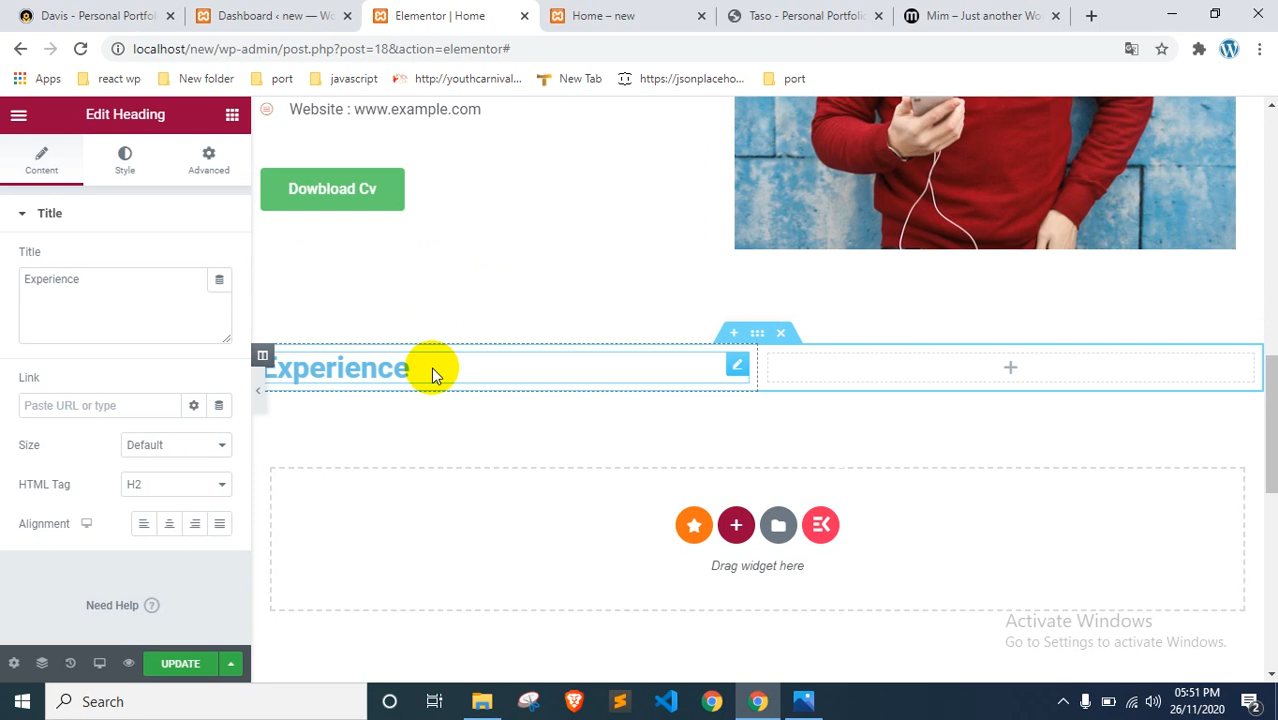 Davis - Personal Portfoli
Dashboard ‹ new — Wo
Elementor | Home
Home – new
Taso - Personal Portfolio
Mim – Just another Wo
localhost/new/wp-admin/post.php?post=18&action=elementor#
Apps
react wp
New folder
port
javascript
http://youthcarnival...
New Tab
https://jsonplaceho...
port
Edit Heading
Content
Style
Advanced
Title
Title
Experience
Link
Paste URL or type
Size
Default
HTML Tag
H2
Alignment
Need Help ?
UPDATE
Website : www.example.com
Dowbload Cv
Experience
Drag widget here
Activate Windows
Go to Settings to activate Windows.
Search
05:51 PM
26/11/2020
2